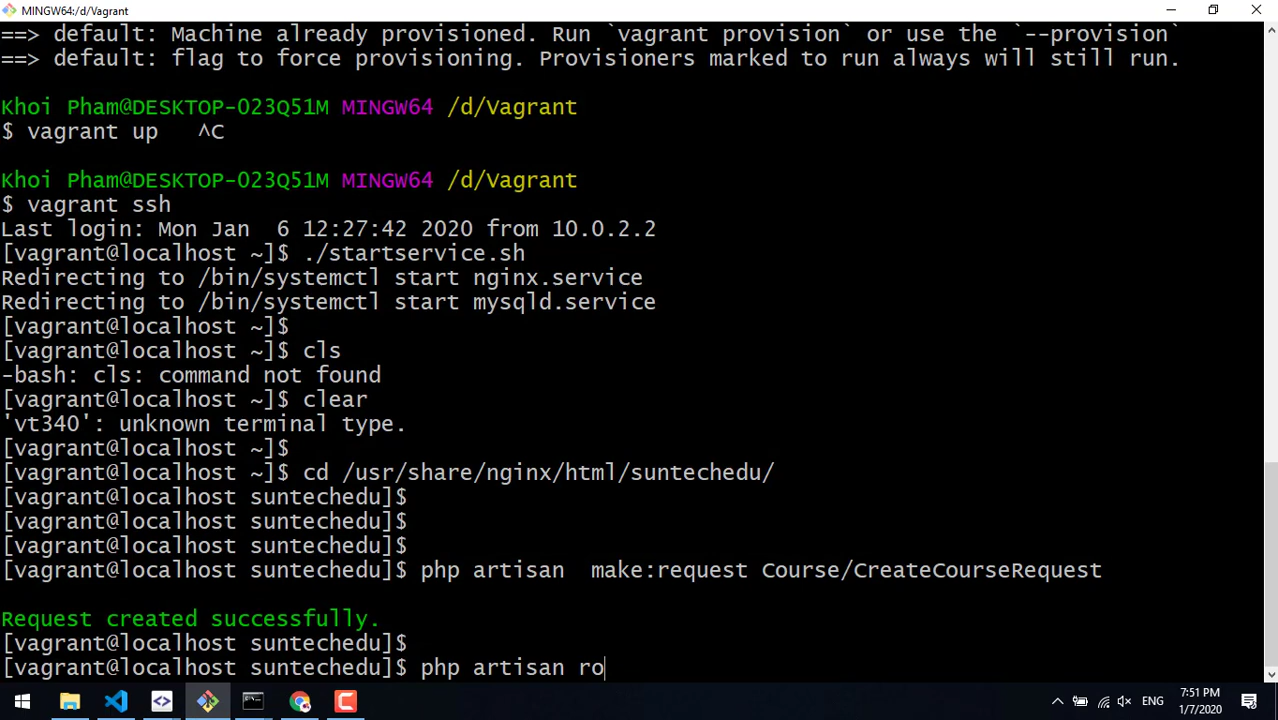 MINGW64:/d/Vagrant
==> default: Machine already provisioned. Run `vagrant provision` or use the `--provision`
==> default: flag to force provisioning. Provisioners marked to run always will still run.
Khoi Pham@DESKTOP-023Q51M MINGW64 /d/Vagrant
$ vagrant up   ^C
Khoi Pham@DESKTOP-023Q51M MINGW64 /d/Vagrant
$ vagrant ssh
Last login: Mon Jan  6 12:27:42 2020 from 10.0.2.2
[vagrant@localhost ~]$ ./startservice.sh
Redirecting to /bin/systemctl start nginx.service
Redirecting to /bin/systemctl start mysqld.service
[vagrant@localhost ~]$
[vagrant@localhost ~]$ cls
-bash: cls: command not found
[vagrant@localhost ~]$ clear
'vt340': unknown terminal type.
[vagrant@localhost ~]$
[vagrant@localhost ~]$ cd /usr/share/nginx/html/suntechedu/
[vagrant@localhost suntechedu]$
[vagrant@localhost suntechedu]$
[vagrant@localhost suntechedu]$
[vagrant@localhost suntechedu]$ php artisan  make:request Course/CreateCourseRequest
Request created successfully.
[vagrant@localhost suntechedu]$
[vagrant@localhost suntechedu]$ php artisan ro
ENG
7:51 PM
1/7/2020